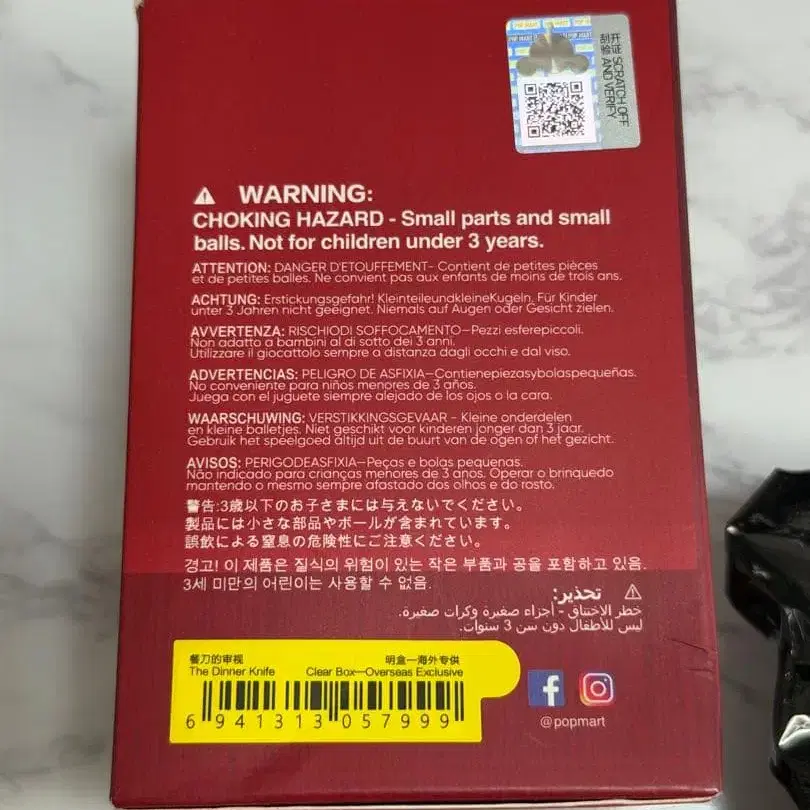 POP MART
开证 SCRATCH OFF
刮验 AND VERIFY
WARNING:
CHOKING HAZARD - Small parts and small
balls. Not for children under 3 years.
ATTENTION: DANGER D'ETOUFFEMENT- Contient de petites pièces
et de petites balles. Ne convient pas aux enfants de moins de trois ans.
ACHTUNG: Erstickungsgefahr! KleinteileundkleineKugeln. Für Kinder
unter 3 Jahren nicht geeignet. Niemals auf Augen oder Gesicht zielen.
AVVERTENZA: RISCHIODI SOFFOCAMENTO—Pezzi esferepiccoli.
Non adatto a bambini al di sotto dei 3 anni.
Utilizzare il giocattolo sempre a distanza dagli occhi e dal viso.
ADVERTENCIAS: PELIGRO DE ASFIXIA—Contienepiezasybolaspequeñas.
No conveniente para niños menores de 3 años.
Juega con el juguete siempre alejado de los ojos o la cara.
WAARSCHUWING: VERSTIKKINGSGEVAAR - Kleine onderdelen
en kleine balletjes. Niet geschikt voor kinderen jonger dan 3 jaar.
Gebruik het speelgoed altijd uit de buurt van de ogen of het gezicht.
AVISOS: PERIGODEASFIXIA—Peças e bolas pequenas.
Não indicado para crianças menores de 3 anos. Operar o brinquedo
mantendo o mesmo sempre afastado dos olhos e do rosto.
警告:3歳以下のお子さまには与えないでください。
製品には小さな部品やボールが含まれています。
誤飲による窒息の危険性にご注意ください。
경고! 이 제품은 질식의 위험이 있는 작은 부품과 공을 포함하고 있음.
3세 미만의 어린이는 사용할 수 없음.
تحذير:
خطر الاختناق - أجزاء صغيرة وكرات صغيرة.
ليس للأطفال دون سن 3 سنوات.
餐刀的审视 明盒—海外专供
The Dinner Knife Clear Box—Overseas Exclusive
6 941313 057999
@popmart